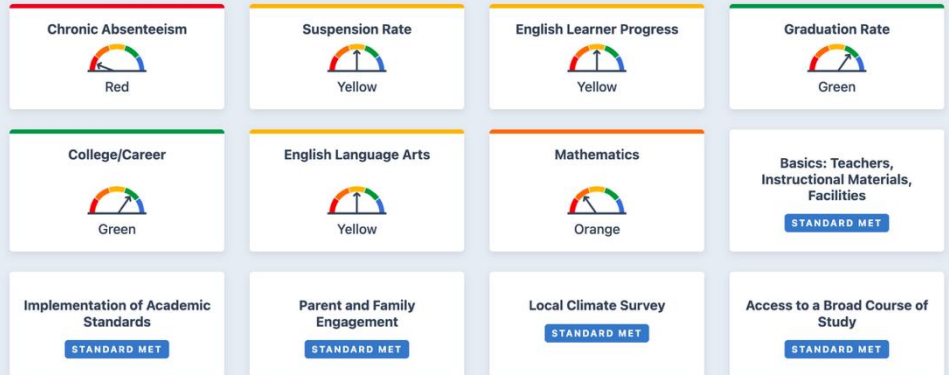 Chronic Absenteeism
Red
Suspension Rate
Yellow
English Learner Progress
Yellow
Graduation Rate
Green
College/Career
Green
English Language Arts
Yellow
Mathematics
Orange
Basics: Teachers,
Instructional Materials,
Facilities
STANDARD MET
Implementation of Academic
Standards
STANDARD MET
Parent and Family
Engagement
STANDARD MET
Local Climate Survey
STANDARD MET
Access to a Broad Course of
Study
STANDARD MET